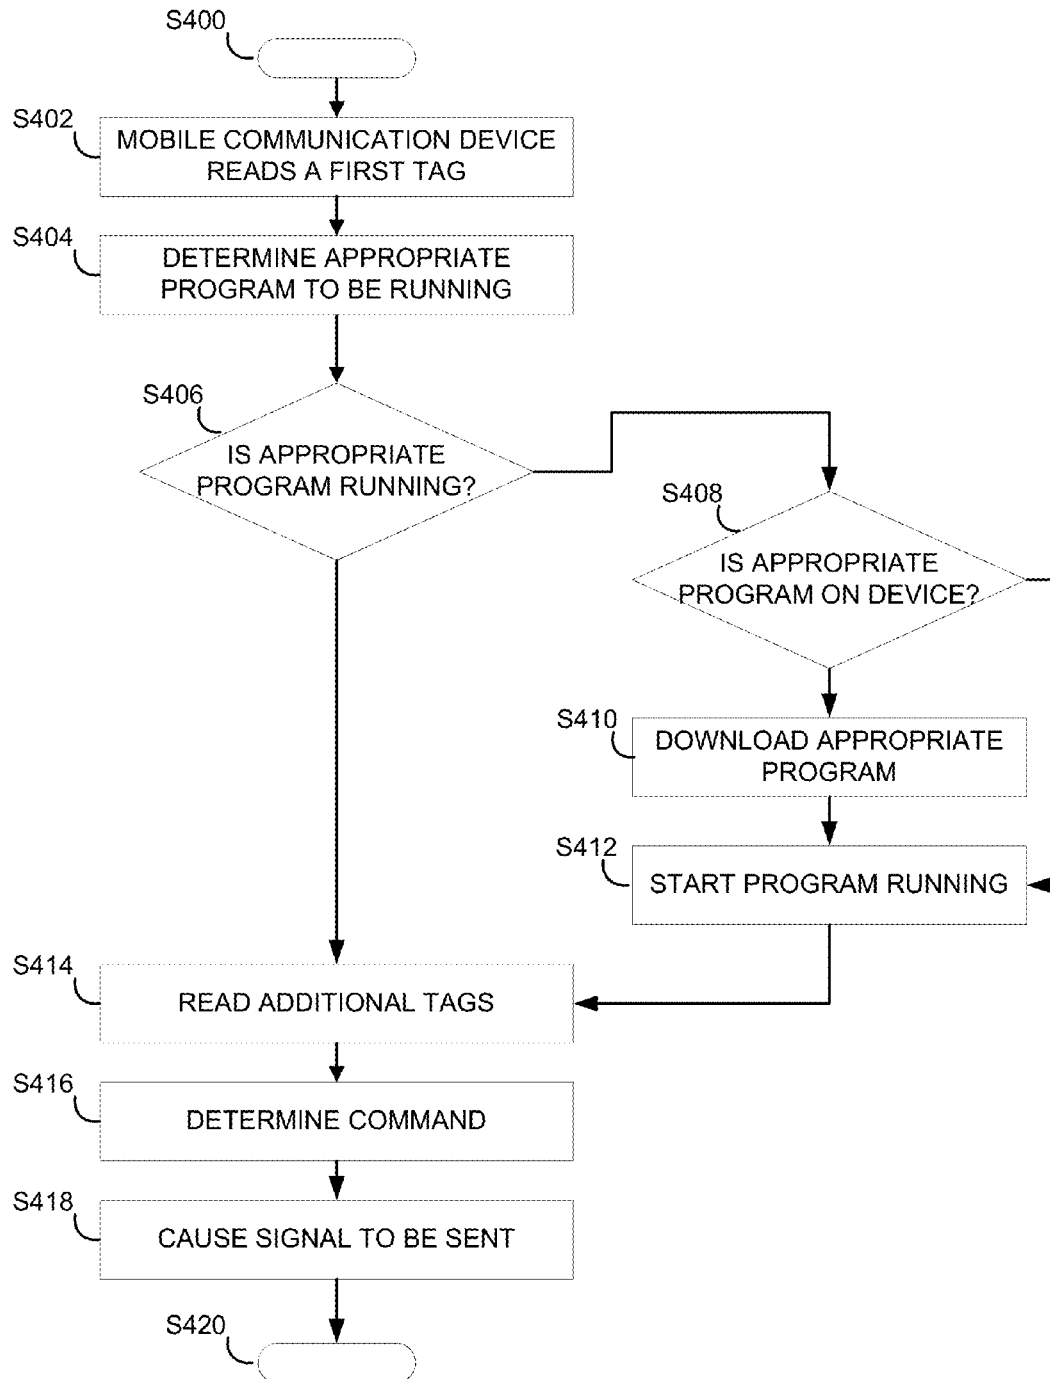 S400
S402
MOBILE COMMUNICATION DEVICE
READS A FIRST TAG
S404
DETERMINE APPROPRIATE
PROGRAM TO BE RUNNING
S406
IS APPROPRIATE
PROGRAM RUNNING?
S408
IS APPROPRIATE
PROGRAM ON DEVICE?
S410
DOWNLOAD APPROPRIATE
PROGRAM
S412
START PROGRAM RUNNING
S414
READ ADDITIONAL TAGS
S416
DETERMINE COMMAND
S418
CAUSE SIGNAL TO BE SENT
S420